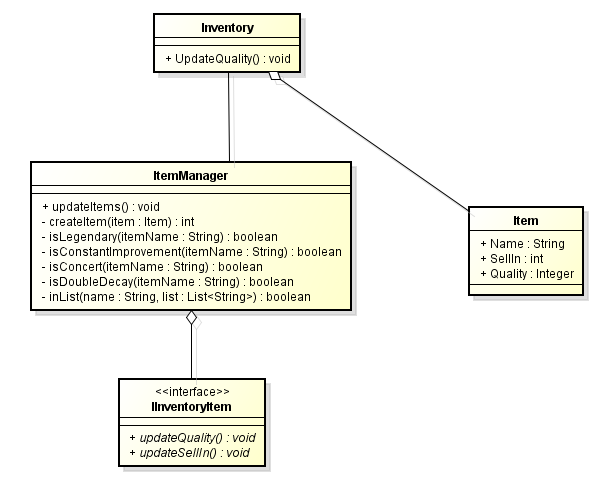 Inventory
+ UpdateQuality() : void
ItemManager
+ updateItems() : void
- createItem(item : Item) : int
- isLegendary(itemName : String) : boolean
- isConstantImprovement(itemName : String) : boolean
- isConcert(itemName : String) : boolean
- isDoubleDecay(itemName : String) : boolean
- inList(name : String, list : List<String>) : boolean
Item
+ Name : String
+ SellIn : int
+ Quality : Integer
<<interface>>
IInventoryItem
+ updateQuality() : void
+ updateSellIn() : void